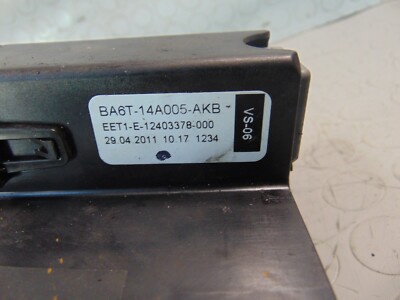 BA6T-14A005-AKB
EET1-E-12403378-000
29.04.2011 10 17 1234
VS-06